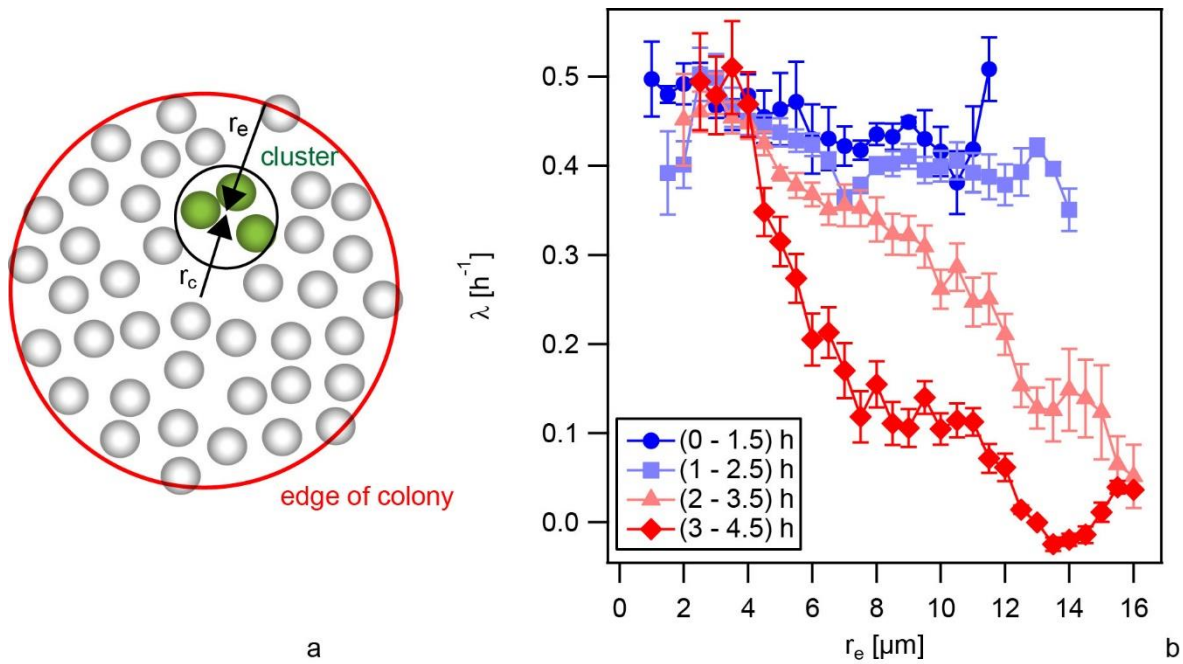 r_e
cluster
r_c
edge of colony
a
λ [h⁻¹]
0.5
0.4
0.3
0.2
0.1
0.0
(0 - 1.5) h
(1 - 2.5) h
(2 - 3.5) h
(3 - 4.5) h
0 2 4 6 8 10 12 14 16
r_e [µm]
b